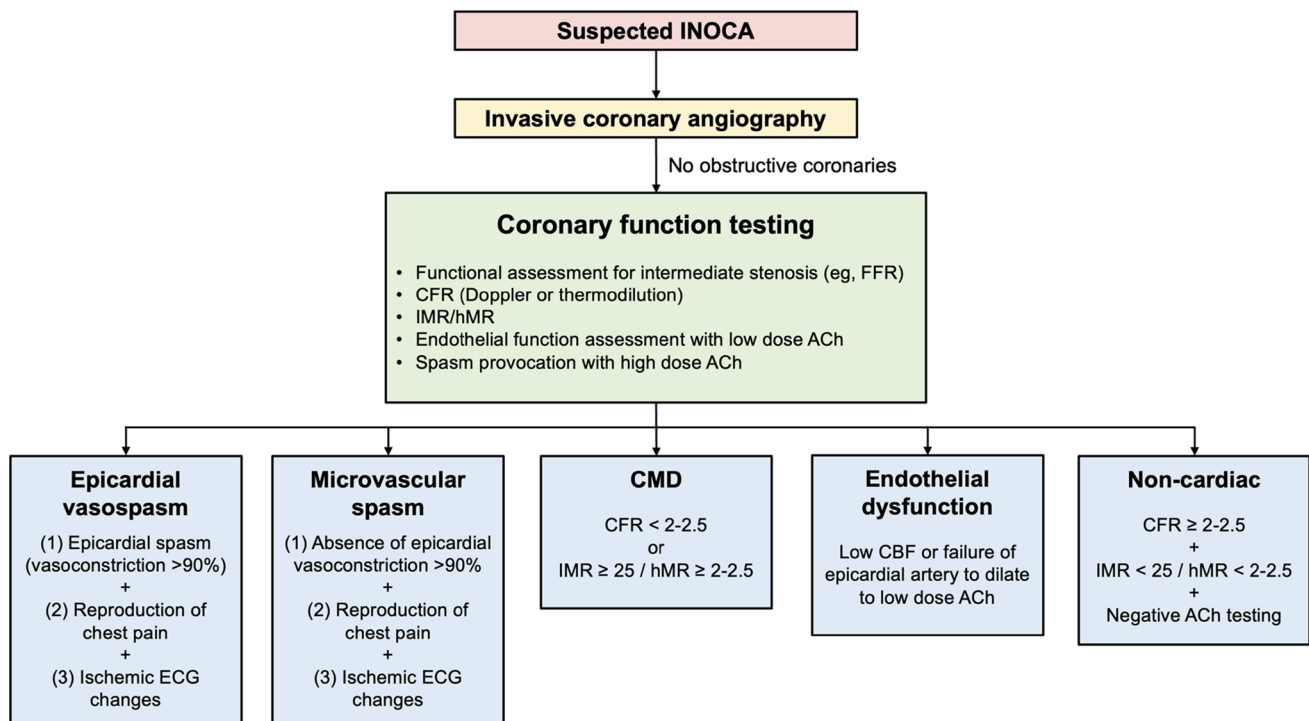 Suspected INOCA
Invasive coronary angiography
No obstructive coronaries
Coronary function testing
• Functional assessment for intermediate stenosis (eg, FFR)
• CFR (Doppler or thermodilution)
• IMR/hMR
• Endothelial function assessment with low dose ACh
• Spasm provocation with high dose ACh
Epicardial
vasospasm
(1) Epicardial spasm
(vasoconstriction >90%)
+
(2) Reproduction of
chest pain
+
(3) Ischemic ECG
changes
Microvascular
spasm
(1) Absence of epicardial
vasoconstriction >90%
+
(2) Reproduction of
chest pain
+
(3) Ischemic ECG
changes
CMD
CFR < 2-2.5
or
IMR ≥ 25 / hMR ≥ 2-2.5
Endothelial
dysfunction
Low CBF or failure of
epicardial artery to dilate
to low dose ACh
Non-cardiac
CFR ≥ 2-2.5
+
IMR < 25 / hMR < 2-2.5
+
Negative ACh testing